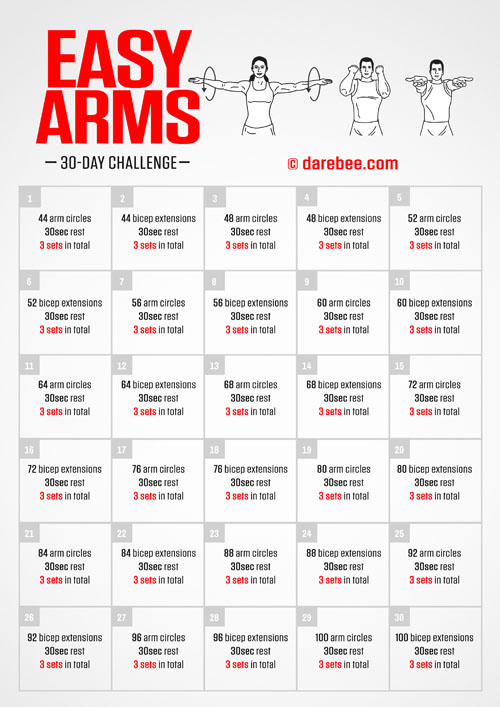 EASY
ARMS
30-DAY CHALLENGE
© darebee.com
1
44 arm circles
30sec rest
3 sets in total
2
44 bicep extensions
30sec rest
3 sets in total
3
48 arm circles
30sec rest
3 sets in total
4
48 bicep extensions
30sec rest
3 sets in total
5
52 arm circles
30sec rest
3 sets in total
6
52 bicep extensions
30sec rest
3 sets in total
7
56 arm circles
30sec rest
3 sets in total
8
56 bicep extensions
30sec rest
3 sets in total
9
60 arm circles
30sec rest
3 sets in total
10
60 bicep extensions
30sec rest
3 sets in total
11
64 arm circles
30sec rest
3 sets in total
12
64 bicep extensions
30sec rest
3 sets in total
13
68 arm circles
30sec rest
3 sets in total
14
68 bicep extensions
30sec rest
3 sets in total
15
72 arm circles
30sec rest
3 sets in total
16
72 bicep extensions
30sec rest
3 sets in total
17
76 arm circles
30sec rest
3 sets in total
18
76 bicep extensions
30sec rest
3 sets in total
19
80 arm circles
30sec rest
3 sets in total
20
80 bicep extensions
30sec rest
3 sets in total
21
84 arm circles
30sec rest
3 sets in total
22
84 bicep extensions
30sec rest
3 sets in total
23
88 arm circles
30sec rest
3 sets in total
24
88 bicep extensions
30sec rest
3 sets in total
25
92 arm circles
30sec rest
3 sets in total
26
92 bicep extensions
30sec rest
3 sets in total
27
96 arm circles
30sec rest
3 sets in total
28
96 bicep extensions
30sec rest
3 sets in total
29
100 arm circles
30sec rest
3 sets in total
30
100 bicep extensions
30sec rest
3 sets in total